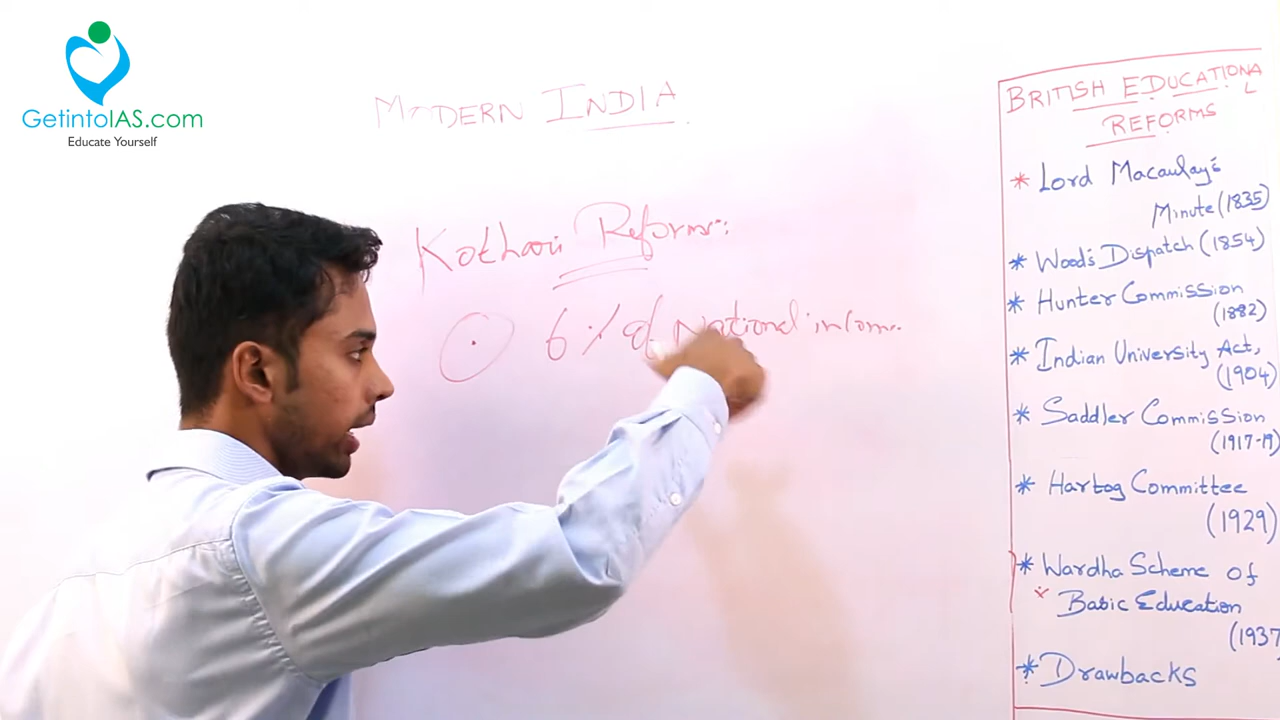 GetintoIAS.com
Educate Yourself
MODERN INDIA
Kothari Reforms:
6% of National income.
BRITISH EDUCATIONAL
REFORMS
* Lord Macaulay's
Minute (1835)
* Wood's Dispatch (1854)
* Hunter Commission
(1882)
* Indian University Act,
(1904)
* Saddler Commission
(1917-19)
* Hartog Committee
(1929)
* Wardha Scheme of
Basic Education
(1937
* Drawbacks